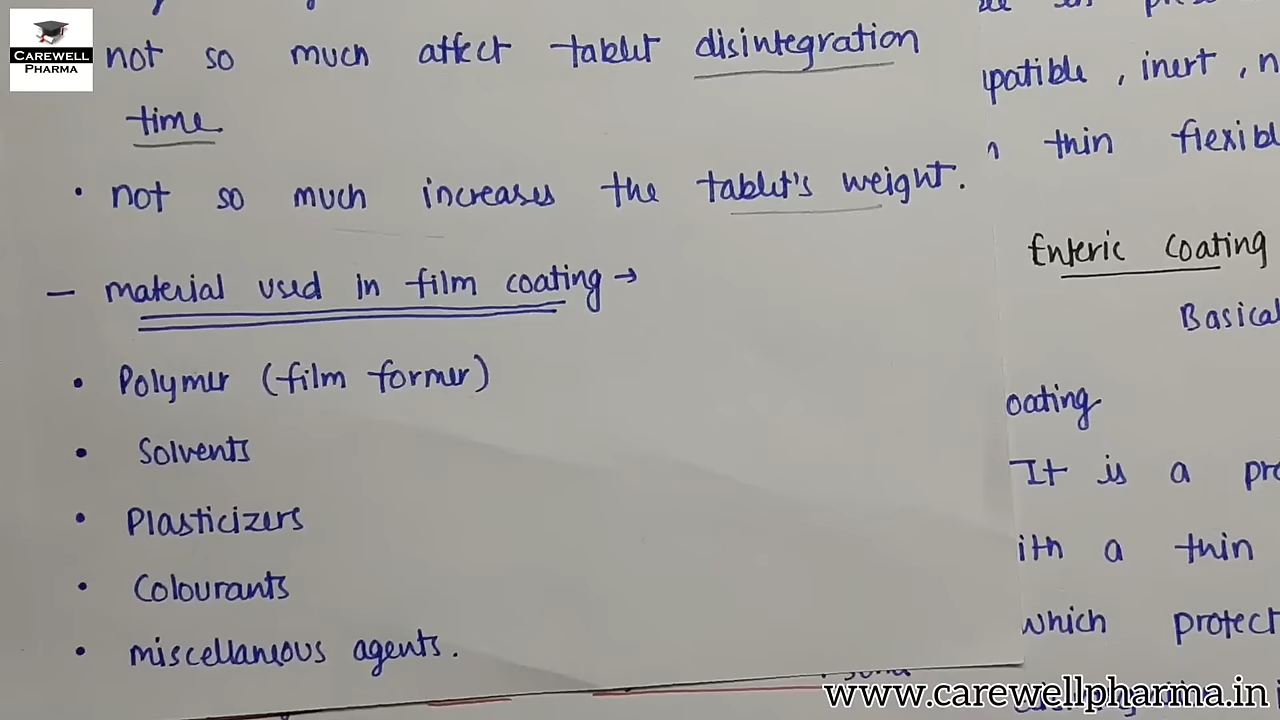 CAREWELL
PHARMA
not so much affect tablet disintegration
time
• not so much increases the tablet's weight.
— material used in film coating →
• Polymer (film former)
• Solvents
• Plasticizers
• Colourants
• miscellaneous agents.
patible, inert, n
thin flexibl
Enteric Coating
Basical
oating
It is a pro
ith a thin
which protect
www.carewellpharma.in